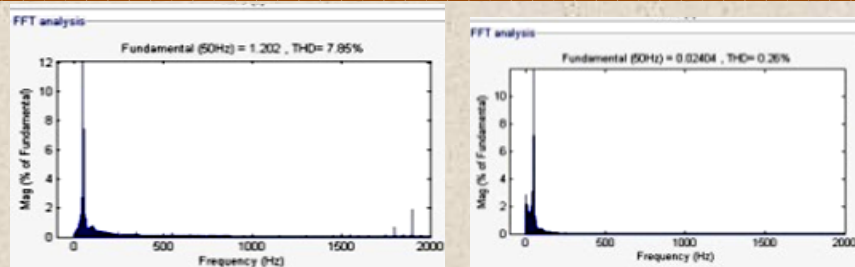 FFT analysis
Fundamental (50Hz) = 1.202 , THD= 7.85%
12
10
8
6
4
2
0
Mag (% of Fundamental)
0 500 1000 1500 2000
Frequency (Hz)
FFT analysis
Fundamental (50Hz) = 0.02404 , THD= 0.26%
10
8
6
4
2
0
Mag (% of Fundamental)
0 500 1000 1500 2000
Frequency (Hz)